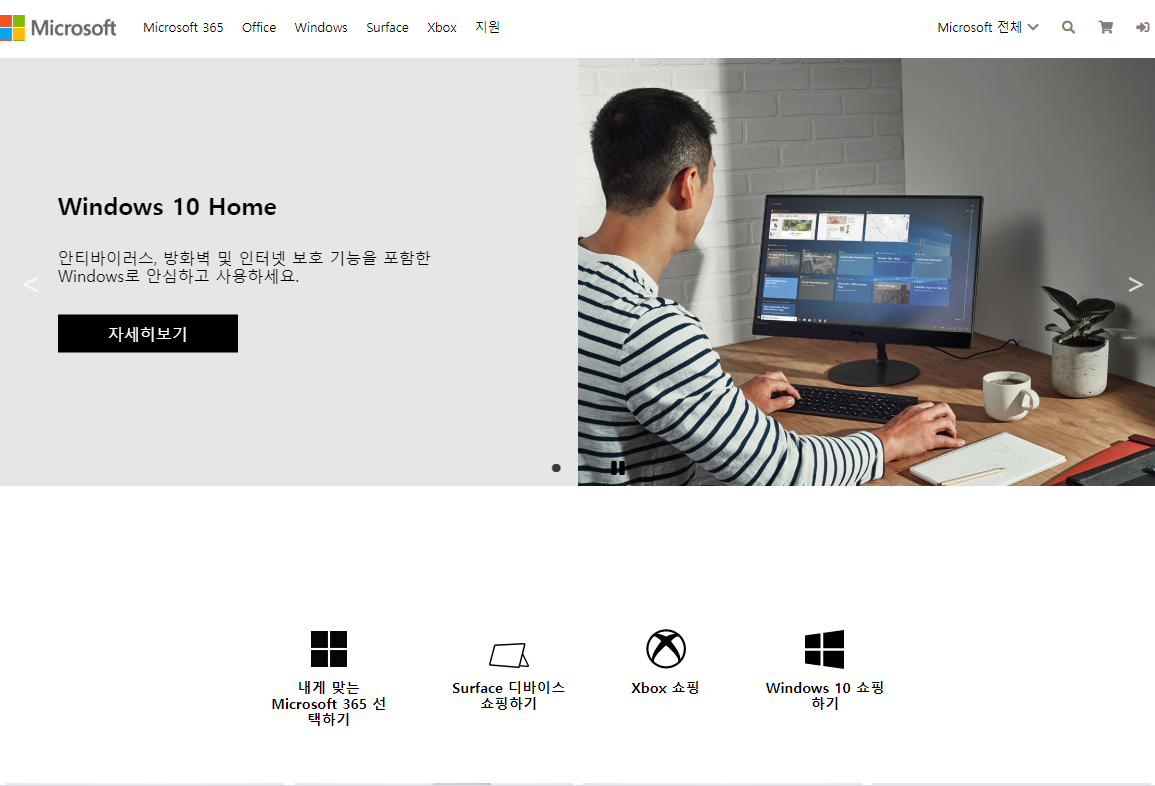 Microsoft
Microsoft 365 Office Windows Surface Xbox 지원
Microsoft 전체
Windows 10 Home
안티바이러스, 방화벽 및 인터넷 보호 기능을 포함한
Windows로 안심하고 사용하세요.
자세히보기
<
>
내게 맞는
Microsoft 365 선
택하기
Surface 디바이스
쇼핑하기
Xbox 쇼핑
Windows 10 쇼핑
하기